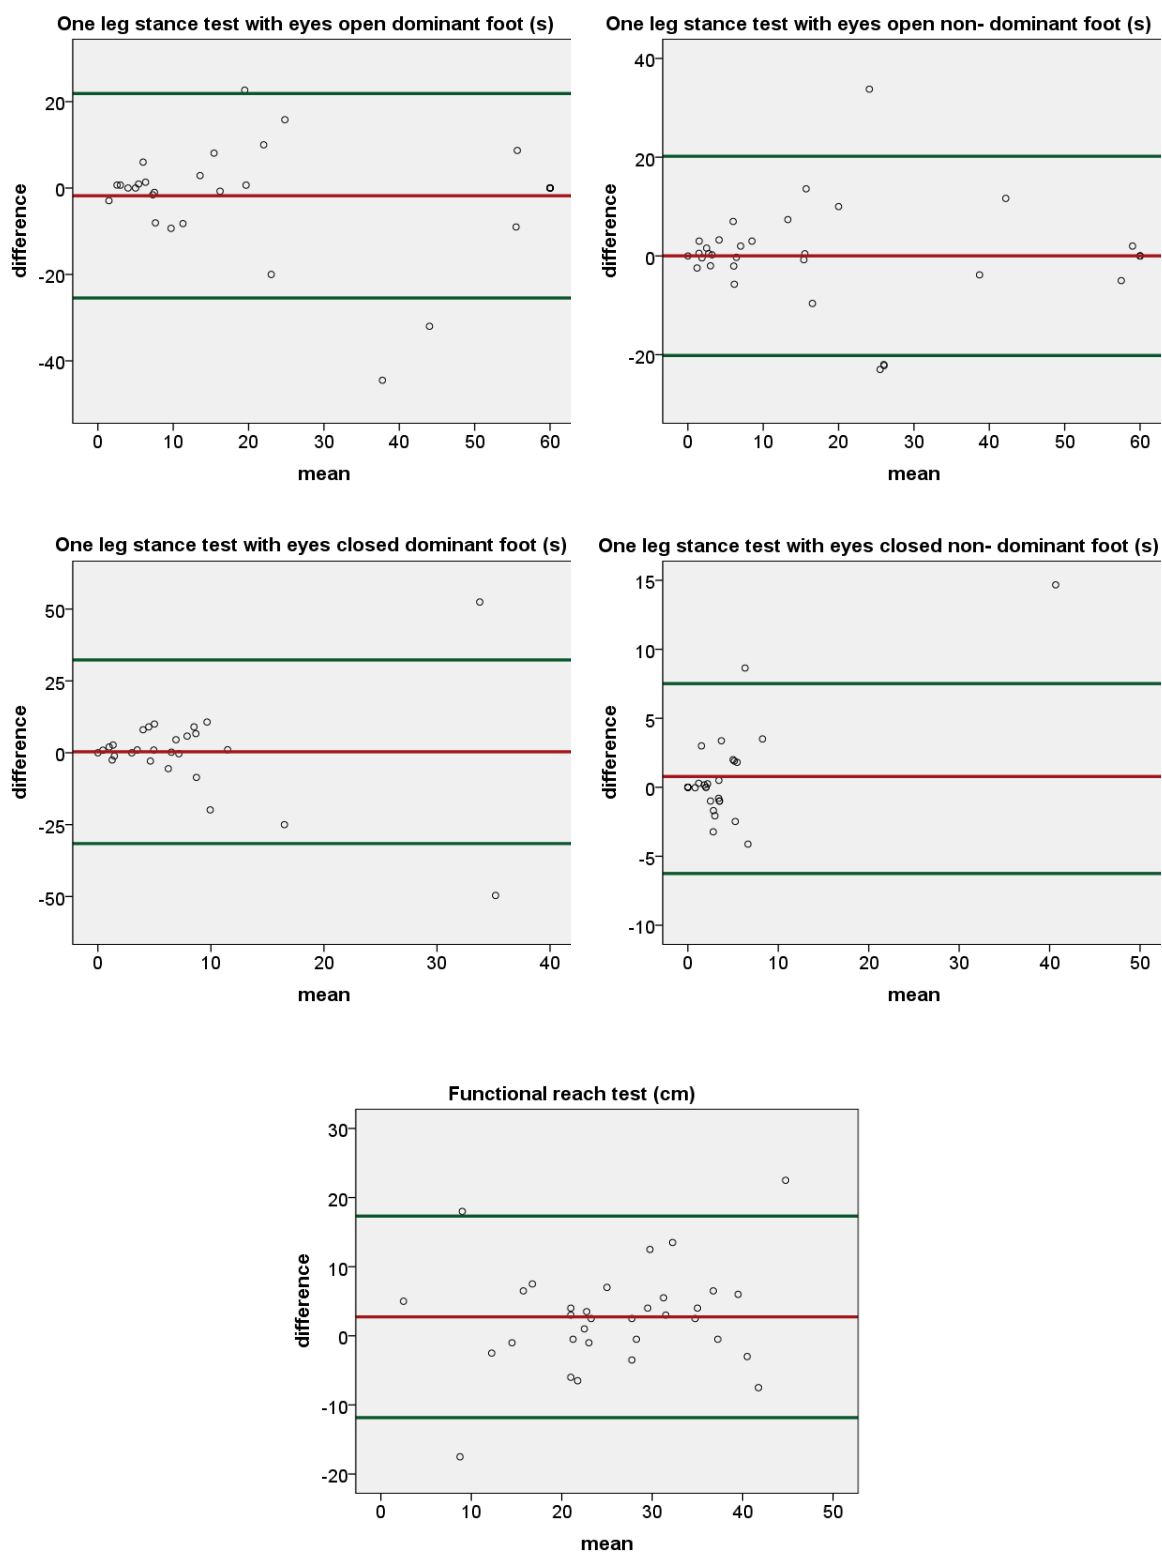 One leg stance test with eyes open dominant foot (s)
difference
20
0
-20
-40
0 10 20 30 40 50 60
mean
One leg stance test with eyes open non- dominant foot (s)
difference
40
20
0
-20
0 10 20 30 40 50 60
mean
One leg stance test with eyes closed dominant foot (s)
difference
50
25
0
-25
-50
0 10 20 30 40
mean
One leg stance test with eyes closed non- dominant foot (s)
difference
15
10
5
0
-5
-10
0 10 20 30 40 50
mean
Functional reach test (cm)
difference
30
20
10
0
-10
-20
0 10 20 30 40 50
mean